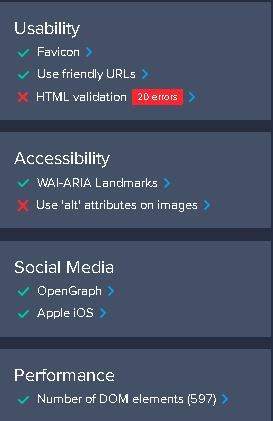 Usability
Favicon
Use friendly URLs
HTML validation 20 errors
Accessibility
WAI-ARIA Landmarks
Use 'alt' attributes on images
Social Media
OpenGraph
Apple iOS
Performance
Number of DOM elements (597)